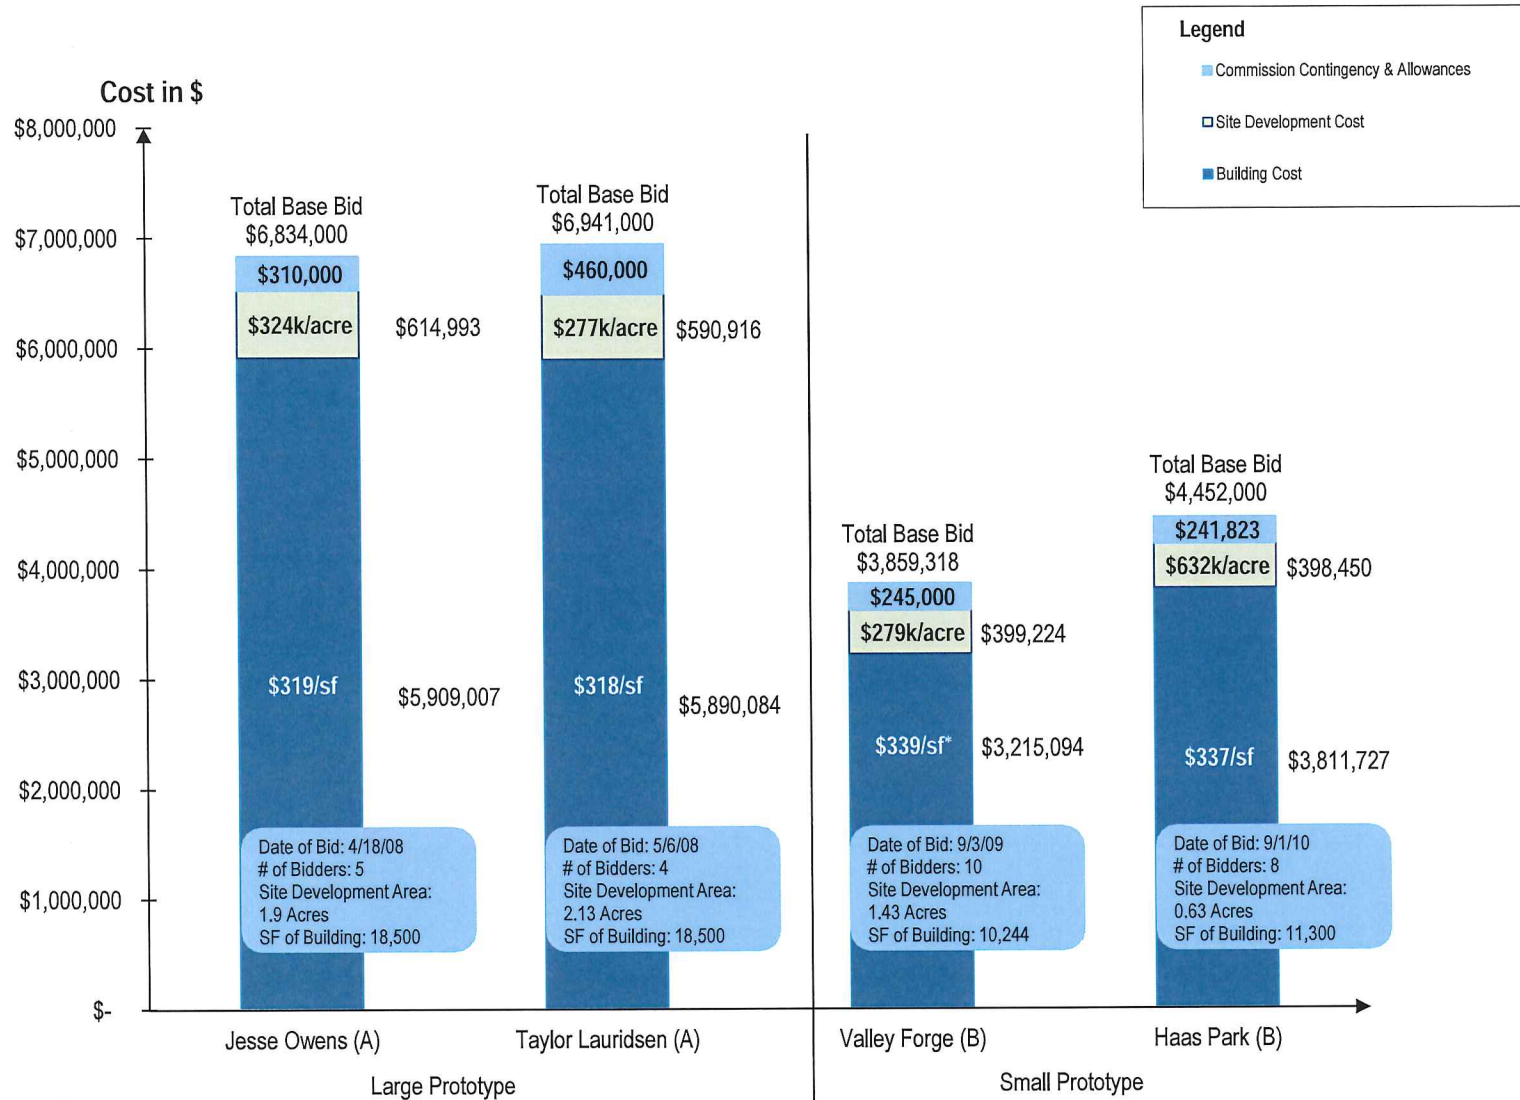 Legend
Commission Contingency & Allowances
Site Development Cost
Building Cost
Cost in $
$8,000,000
$7,000,000
$6,000,000
$5,000,000
$4,000,000
$3,000,000
$2,000,000
$1,000,000
$-
Total Base Bid
$6,834,000
$310,000
$324k/acre
$614,993
$319/sf
$5,909,007
Date of Bid: 4/18/08
# of Bidders: 5
Site Development Area:
1.9 Acres
SF of Building: 18,500
Jesse Owens (A)
Total Base Bid
$6,941,000
$460,000
$277k/acre
$590,916
$318/sf
$5,890,084
Date of Bid: 5/6/08
# of Bidders: 4
Site Development Area:
2.13 Acres
SF of Building: 18,500
Taylor Lauridsen (A)
Large Prototype
Total Base Bid
$3,859,318
$245,000
$279k/acre
$399,224
$339/sf*
$3,215,094
Date of Bid: 9/3/09
# of Bidders: 10
Site Development Area:
1.43 Acres
SF of Building: 10,244
Valley Forge (B)
Total Base Bid
$4,452,000
$241,823
$632k/acre
$398,450
$337/sf
$3,811,727
Date of Bid: 9/1/10
# of Bidders: 8
Site Development Area:
0.63 Acres
SF of Building: 11,300
Haas Park (B)
Small Prototype